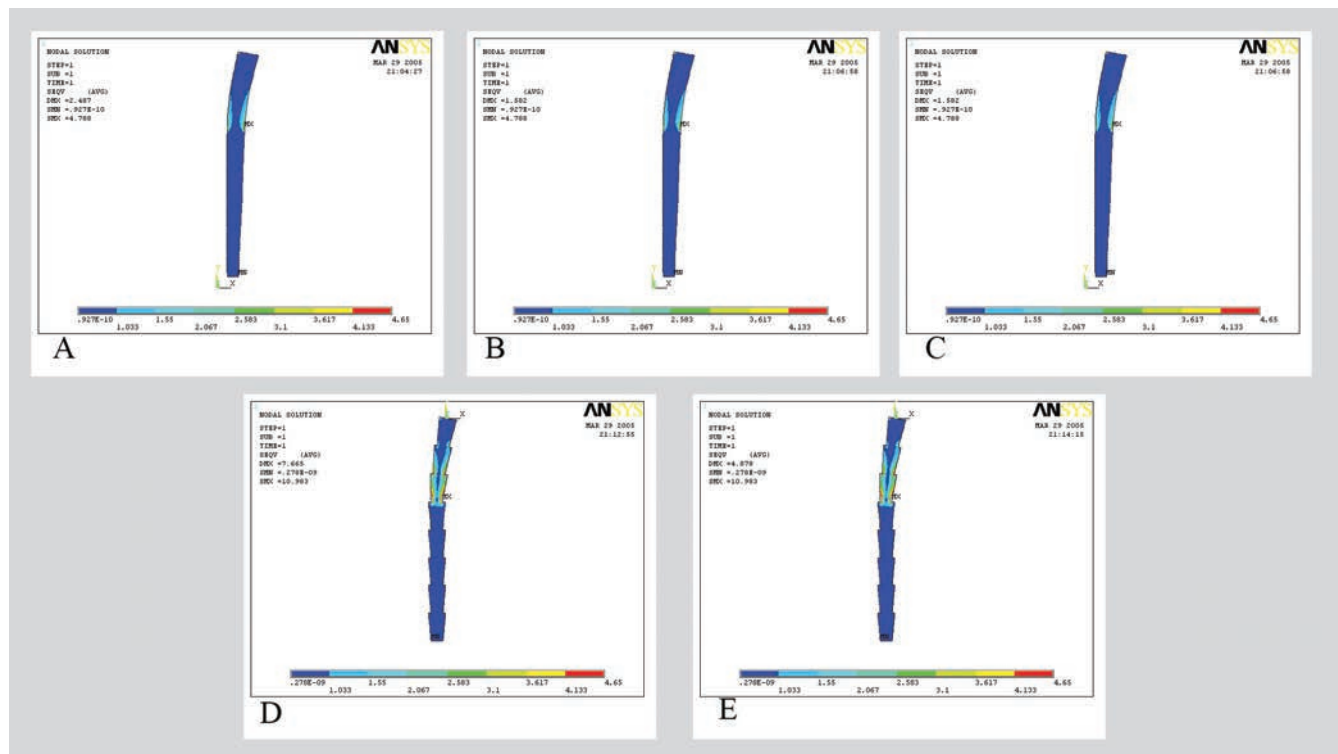 NODAL SOLUTION
STEP=1
SUB =1
TIME=1
SEQV (AVG)
DMX =2.487
SMN =.927E-10
SMX =4.788
ANSYS
MAR 29 2005
21:04:27
MX
MN
Y
X
.927E-10 1.55 2.583 3.617 4.65
1.033 2.067 3.1 4.133
A
NODAL SOLUTION
STEP=1
SUB =1
TIME=1
SEQV (AVG)
DMX =1.582
SMN =.927E-10
SMX =4.788
ANSYS
MAR 29 2005
21:06:58
MX
MN
Y
X
.927E-10 1.55 2.583 3.617 4.65
1.033 2.067 3.1 4.133
B
NODAL SOLUTION
STEP=1
SUB =1
TIME=1
SEQV (AVG)
DMX =1.582
SMN =.927E-10
SMX =4.788
ANSYS
MAR 29 2005
21:06:58
MX
MN
Y
X
.927E-10 1.55 2.583 3.617 4.65
1.033 2.067 3.1 4.133
C
NODAL SOLUTION
STEP=1
SUB =1
TIME=1
SEQV (AVG)
DMX =7.665
SMN =.278E-09
SMX =10.983
ANSYS
MAR 29 2005
21:12:55
X
MX
.278E-09 1.55 2.583 3.617 4.65
1.033 2.067 3.1 4.133
D
NODAL SOLUTION
STEP=1
SUB =1
TIME=1
SEQV (AVG)
DMX =4.878
SMN =.278E-09
SMX =10.983
ANSYS
MAR 29 2005
21:14:15
X
MX
.278E-09 1.55 2.583 3.617 4.65
1.033 2.067 3.1 4.133
E